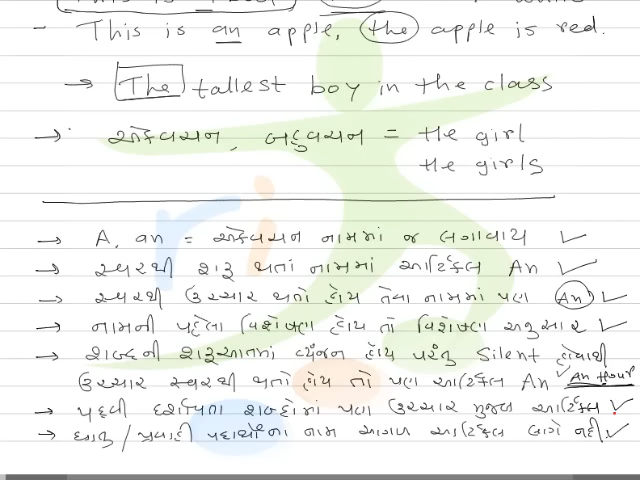 - This is an apple, the apple is red.
→ The tallest boy in the class
→ એકવચન, બહુવચન = the girl
the girls
→ A, an = એકવચન નામમાં જ લગાવાય ✓
→ સ્વરથી શરૂ થતાં નામમાં આર્ટિકલ An ✓
→ સ્વરથી ઉચ્ચાર થતો હોય તેવા નામમાં પણ An ✓
→ નામની પહેલા વિશેષણ હોય તો વિશેષણ અનુસાર ✓
→ શબ્દની શરૂઆતમાં વ્યંજન હોય પરંતુ Silent હોવાથી
ઉચ્ચાર સ્વરથી થતો હોય તો પણ આર્ટિકલ An ✓ An Hour
→ પદવી દર્શાવતા શબ્દોમાં પણ ઉચ્ચાર મુજબ આર્ટિકલ ✓
→ ધાતુ / પ્રવાહી પદાર્થોના નામ આગળ આર્ટિકલ લાગે નહીં ✓